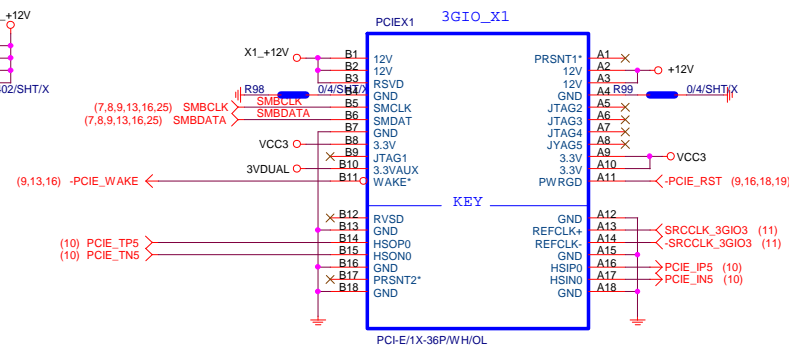 _+12V
402/SHT/X
3GIO_X1
PCIEX1
X1_+12V
B1 12V PRSNT1* A1
B2 12V 12V A2 +12V
B3 RSVD 12V A3
R98 0/4/SHT/X B4 GND GND A4 R99 0/4/SHT/X
(7,8,9,13,16,25) SMBCLK SMBCLK B5 SMCLK JTAG2 A5
(7,8,9,13,16,25) SMBDATA SMBDATA B6 SMDAT JTAG3 A6
B7 GND JTAG4 A7
VCC3 B8 3.3V JYAG5 A8
B9 JTAG1 3.3V A9 VCC3
3VDUAL B10 3.3VAUX 3.3V A10
(9,13,16) -PCIE_WAKE B11 WAKE* PWRGD A11 -PCIE_RST (9,16,18,19)
KEY
B12 RVSD GND A12
B13 GND REFCLK+ A13 SRCCLK_3GIO3 (11)
(10) PCIE_TP5 B14 HSOP0 REFCLK- A14 -SRCCLK_3GIO3 (11)
(10) PCIE_TN5 B15 HSON0 GND A15
B16 GND HSIP0 A16 PCIE_IP5 (10)
B17 PRSNT2* HSIN0 A17 PCIE_IN5 (10)
B18 GND GND A18
PCI-E/1X-36P/WH/OL